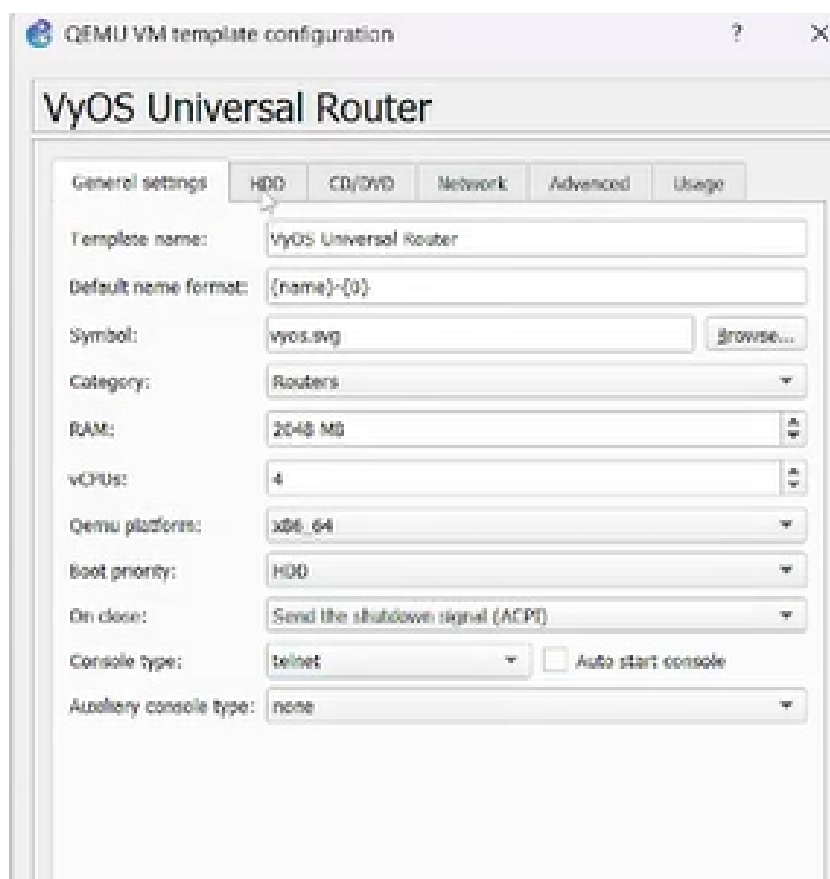 QEMU VM template configuration ?
VyOS Universal Router
General settings HDD CD/DVD Network Advanced Usage
Template name: VyOS Universal Router
Default name format: {name}-{0}
Symbol: vyos.svg Browse...
Category: Routers
RAM: 2048 MB
vCPUs: 4
Qemu platform: x86_64
Boot priority: HDD
On close: Send the shutdown signal (ACPI)
Console type: telnet Auto start console
Auxiliary console type: none